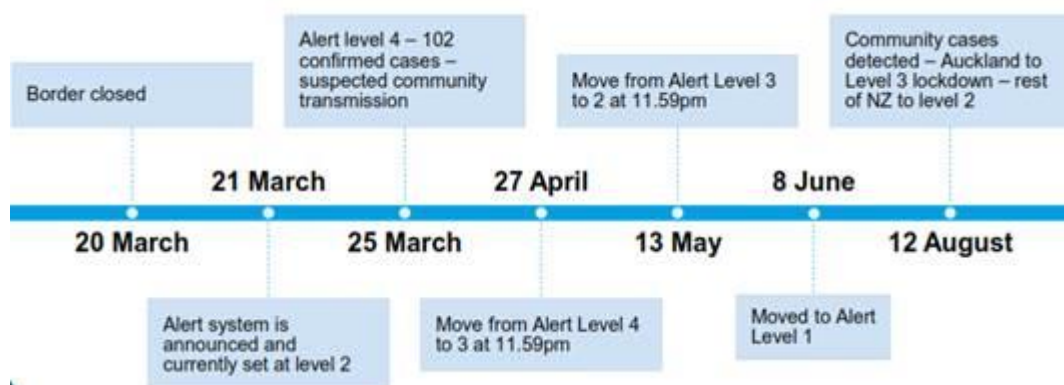 Border closed
Alert level 4 – 102
confirmed cases –
suspected community
transmission
Move from Alert Level 3
to 2 at 11.59pm
Community cases
detected – Auckland to
Level 3 lockdown – rest
of NZ to level 2
21 March
27 April
8 June
20 March
25 March
13 May
12 August
Alert system is
announced and
currently set at level 2
Move from Alert Level 4
to 3 at 11.59pm
Moved to Alert
Level 1